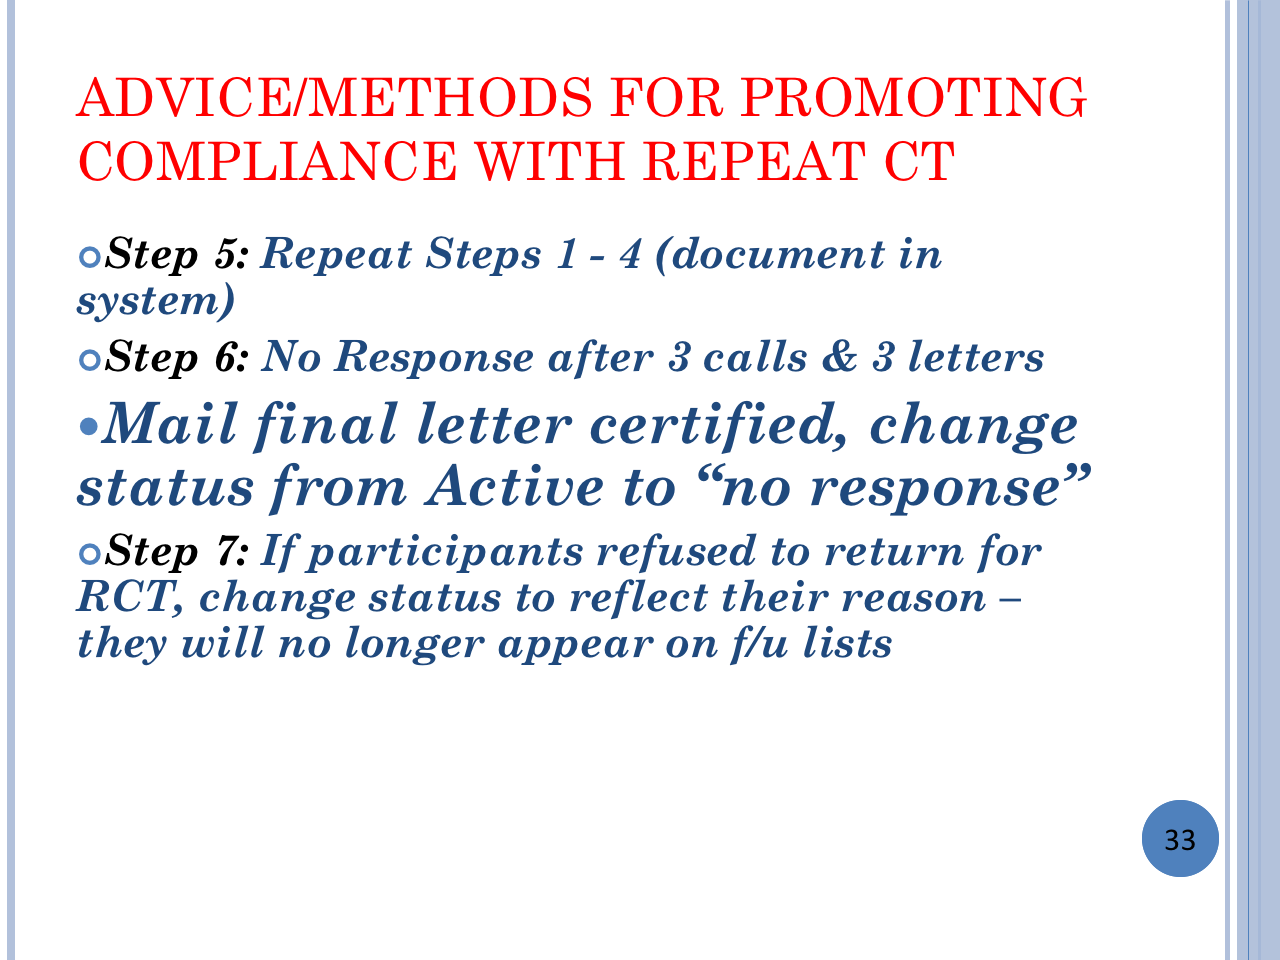 ADVICE/METHODS FOR PROMOTING
COMPLIANCE WITH REPEAT CT
Step 5: Repeat Steps 1 - 4 (document in
system)
Step 6: No Response after 3 calls & 3 letters
•Mail final letter certified, change
status from Active to “no response”
Step 7: If participants refused to return for
RCT, change status to reflect their reason –
they will no longer appear on f/u lists
33